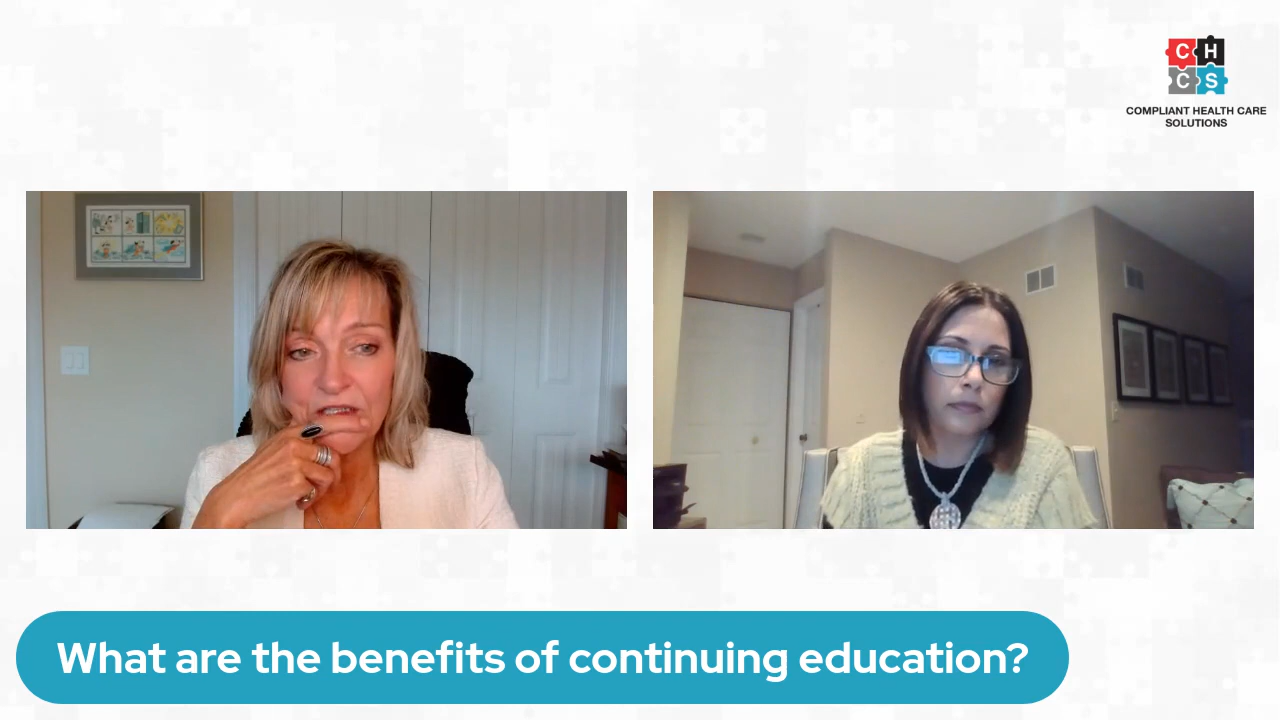 C H
C S
COMPLIANT HEALTH CARE
SOLUTIONS
What are the benefits of continuing education?